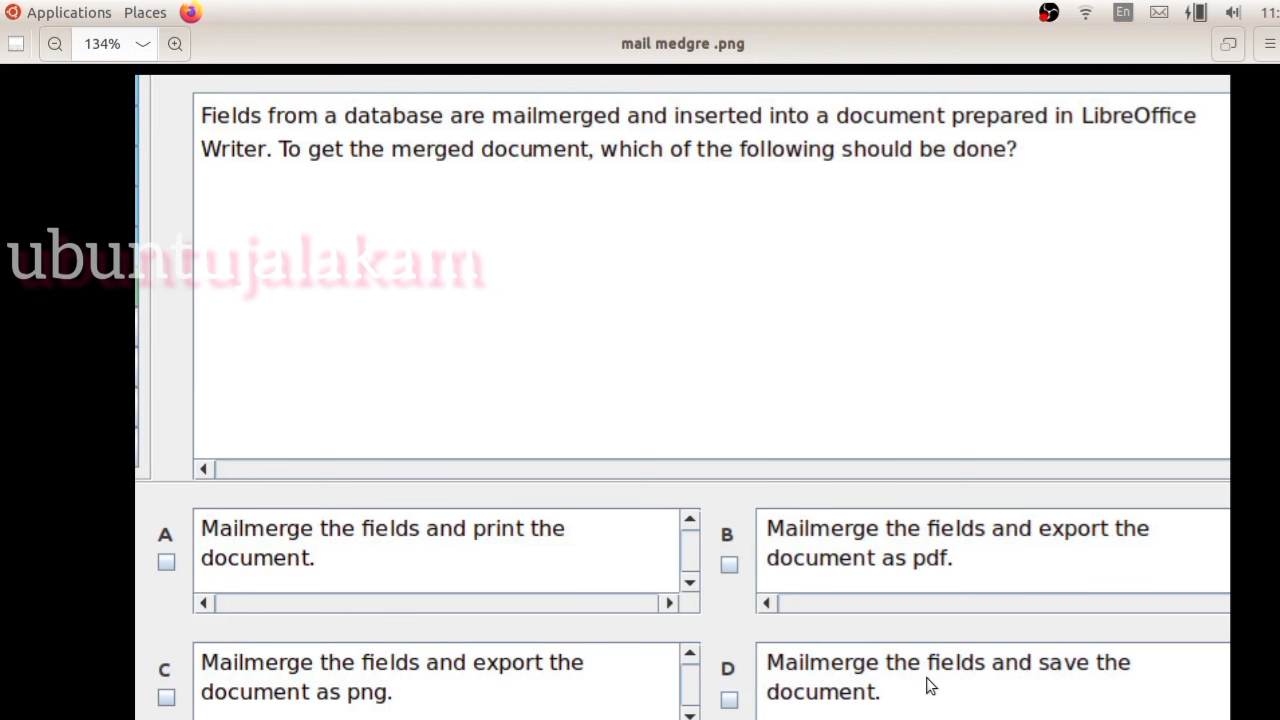 Applications Places En 11:
134% mail medgre .png
Fields from a database are mailmerged and inserted into a document prepared in LibreOffice
Writer. To get the merged document, which of the following should be done?
ubuntujalakam
A Mailmerge the fields and print the
document.
B Mailmerge the fields and export the
document as pdf.
C Mailmerge the fields and export the
document as png.
D Mailmerge the fields and save the
document.